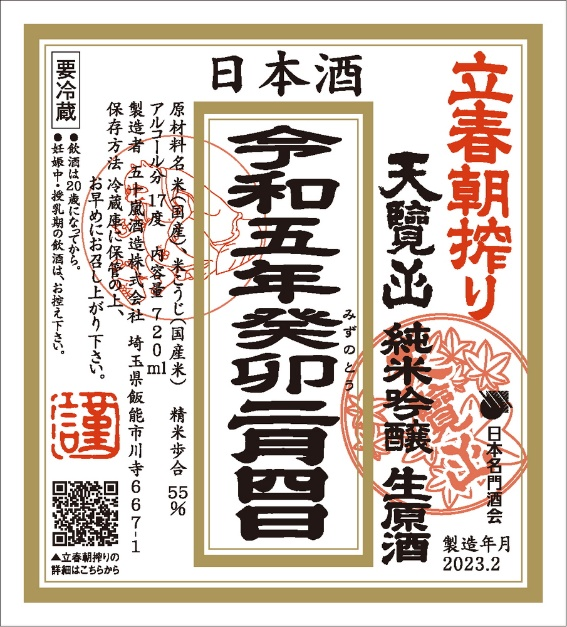 日本酒
立春朝搾り
天覽山 純米吟醸 生原酒
日本名門酒会
製造年月
2023.2
令和五年癸卯二月四日
みずのとう
原材料名 米(国産)米こうじ(国産米) 精米歩合 55%
アルコール分 17度 内容量 720ml
製造者 五十嵐酒造株式会社 埼玉県飯能市川寺667-1
保存方法 冷蔵庫に保管の上、
お早めにお召し上がり下さい。
要冷蔵
●飲酒は20歳になってから。
●妊娠中・授乳期の飲酒は、お控え下さい。
謹
▲立春朝搾りの
詳細はこちらから